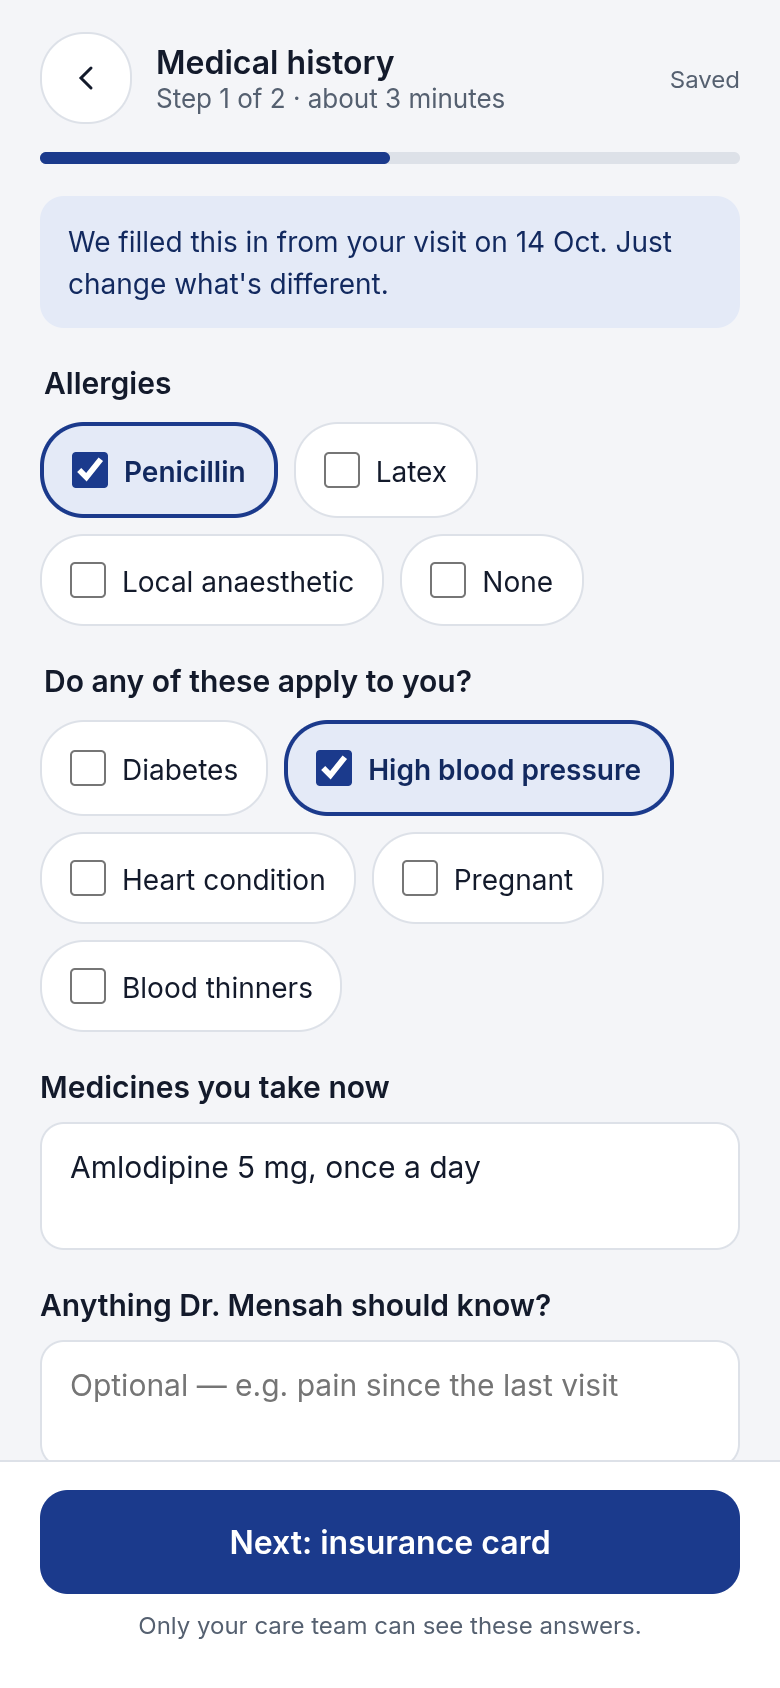 Medical history
Step 1 of 2 · about 3 minutes
Saved
We filled this in from your visit on 14 Oct. Just
change what's different.
Allergies
Penicillin
Latex
Local anaesthetic
None
Do any of these apply to you?
Diabetes
High blood pressure
Heart condition
Pregnant
Blood thinners
Medicines you take now
Amlodipine 5 mg, once a day
Anything Dr. Mensah should know?
Optional — e.g. pain since the last visit
Next: insurance card
Only your care team can see these answers.